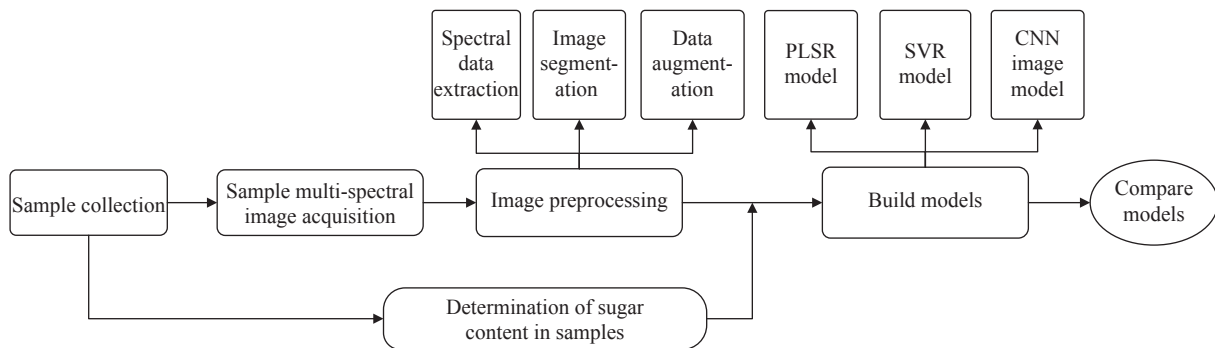 Spectral
data
extraction
Image
segment-
ation
Data
augment-
ation
PLSR
model
SVR
model
CNN
image
model
Sample collection
Sample multi-spectral
image acquisition
Image preprocessing
Build models
Compare
models
Determination of sugar
content in samples